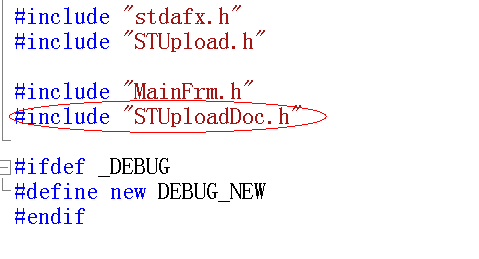 #include "stdafx.h"
#include "STUpload.h"
#include "MainFrm.h"
#include "STUploadDoc.h"
#ifdef _DEBUG
#define new DEBUG_NEW
#endif